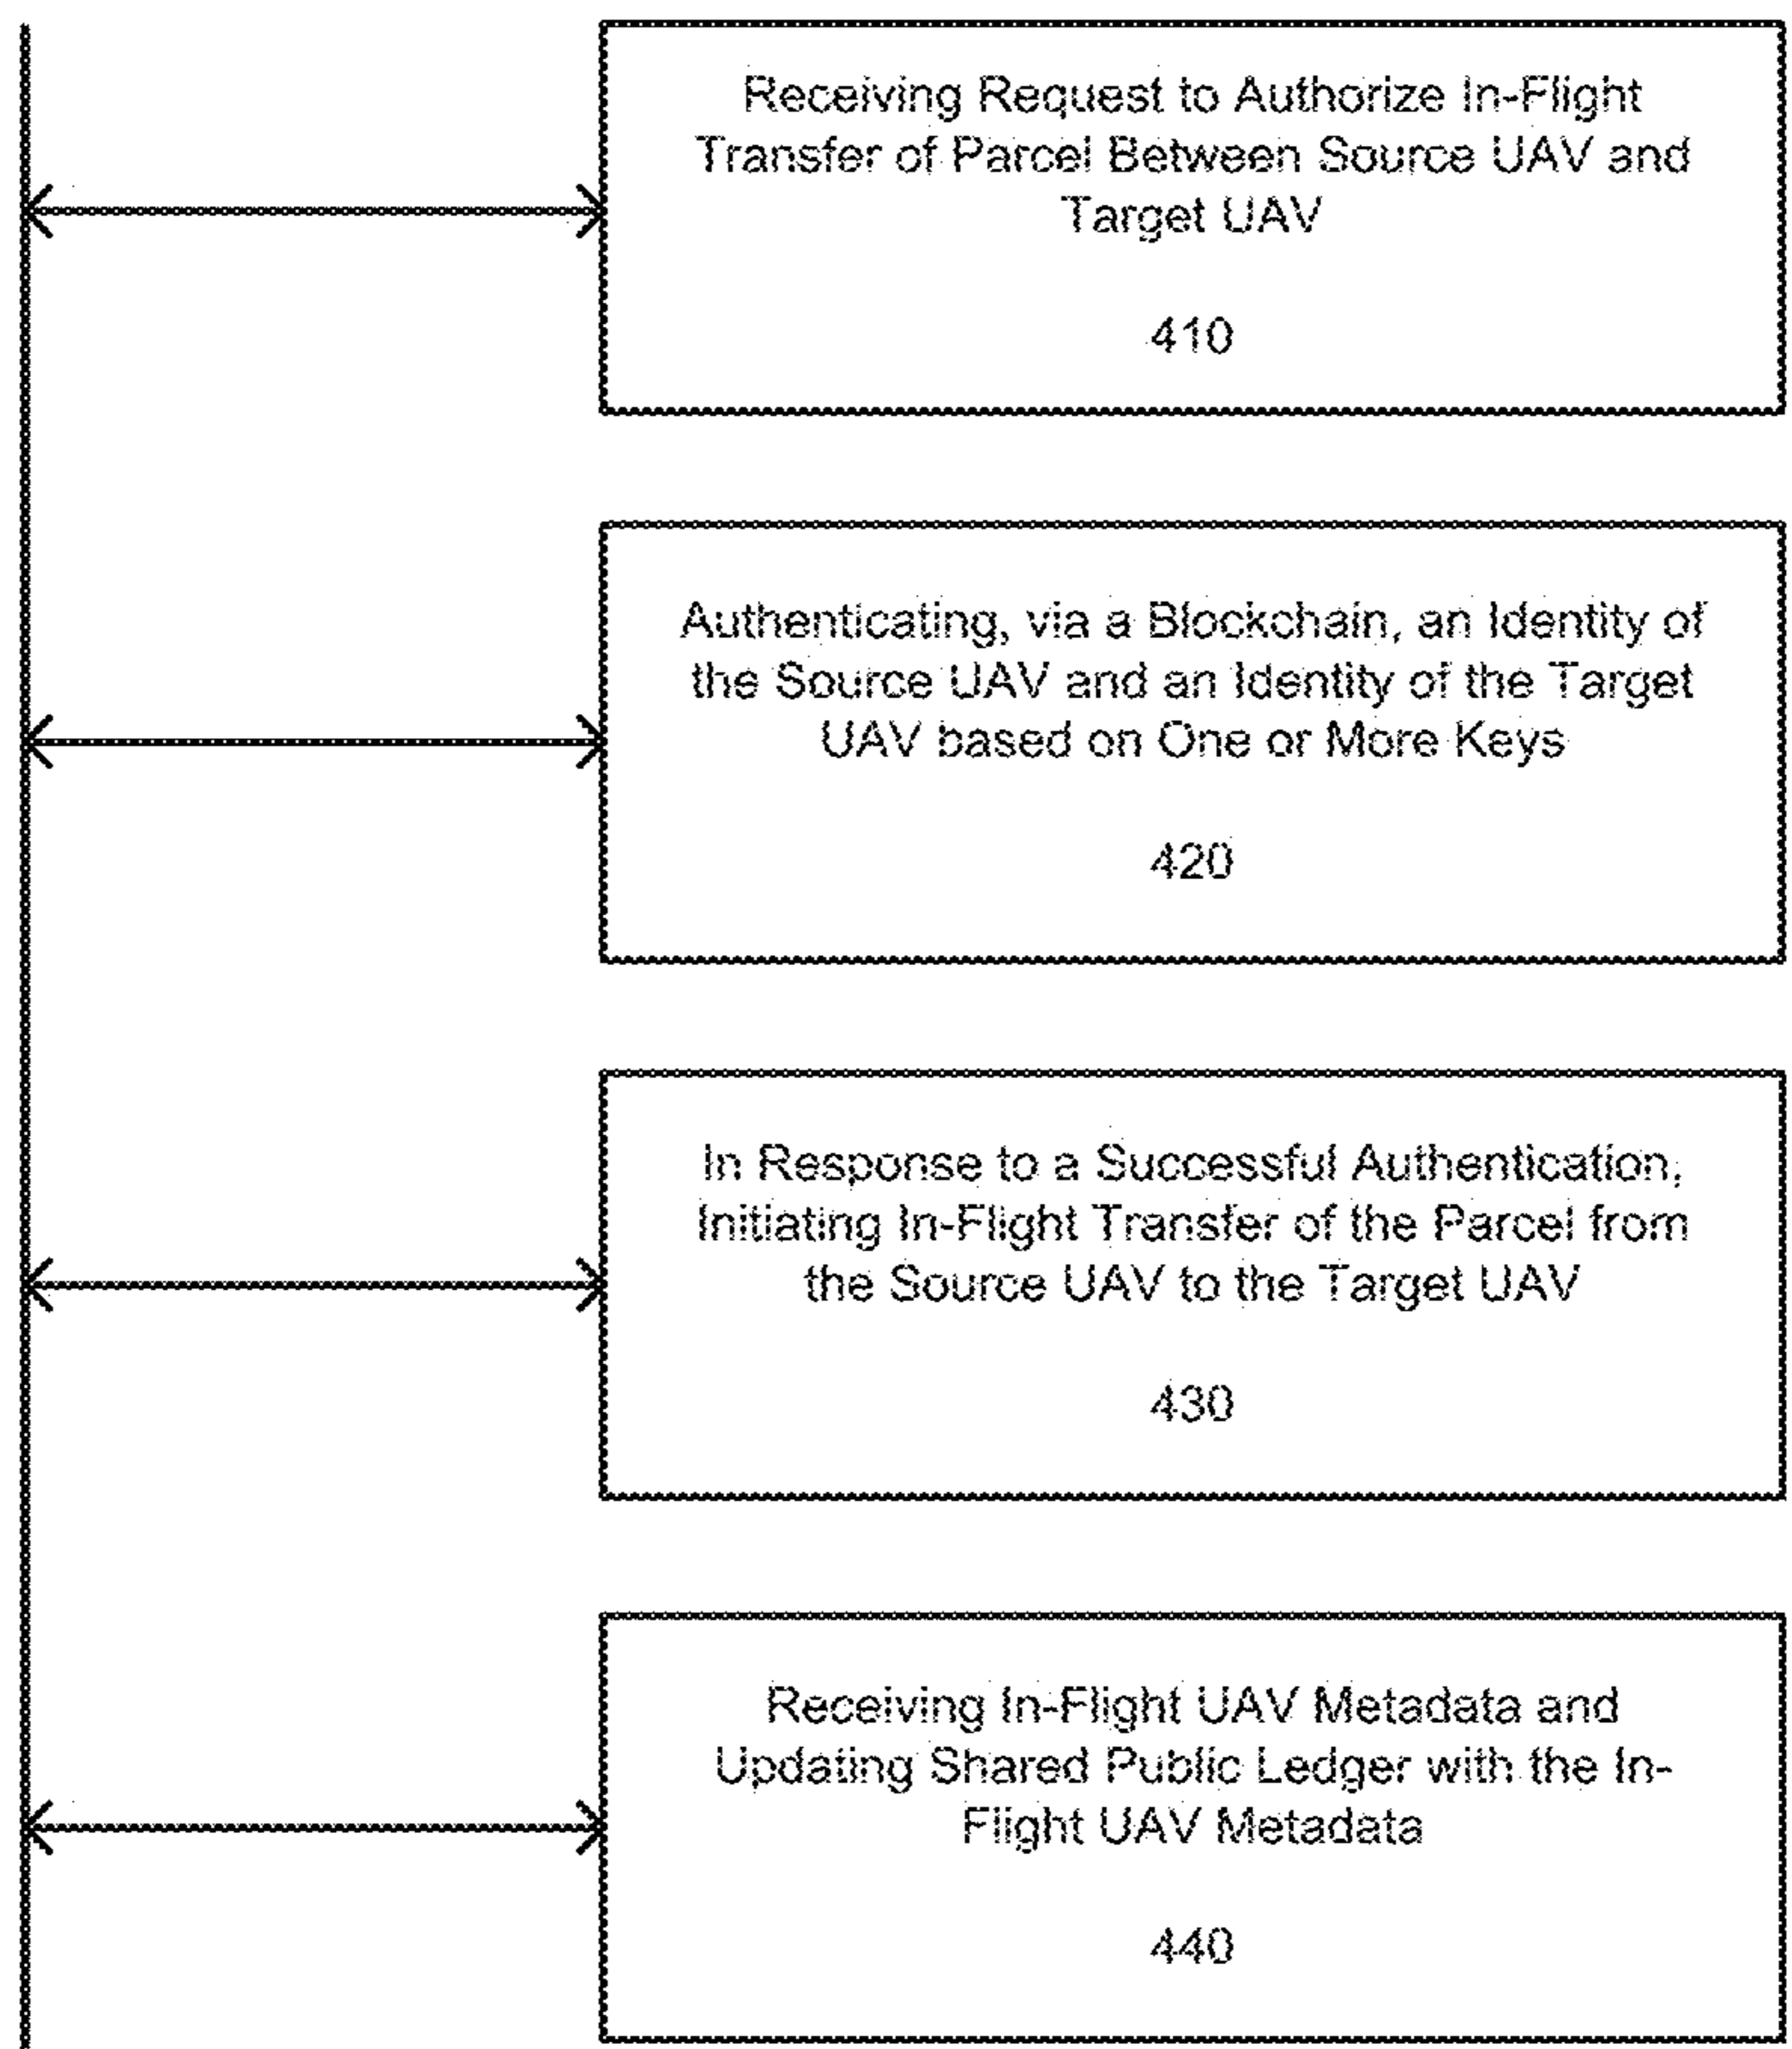 Receiving Request to Authorize In-Flight
Transfer of Parcel Between Source UAV and
Target UAV
410
Authenticating, via a Blockchain, an Identity of
the Source UAV and an Identity of the Target
UAV based on One or More Keys
420
In Response to a Successful Authentication,
Initiating In-Flight Transfer of the Parcel from
the Source UAV to the Target UAV
430
Receiving In-Flight UAV Metadata and
Updating Shared Public Ledger with the In-
Flight UAV Metadata
440